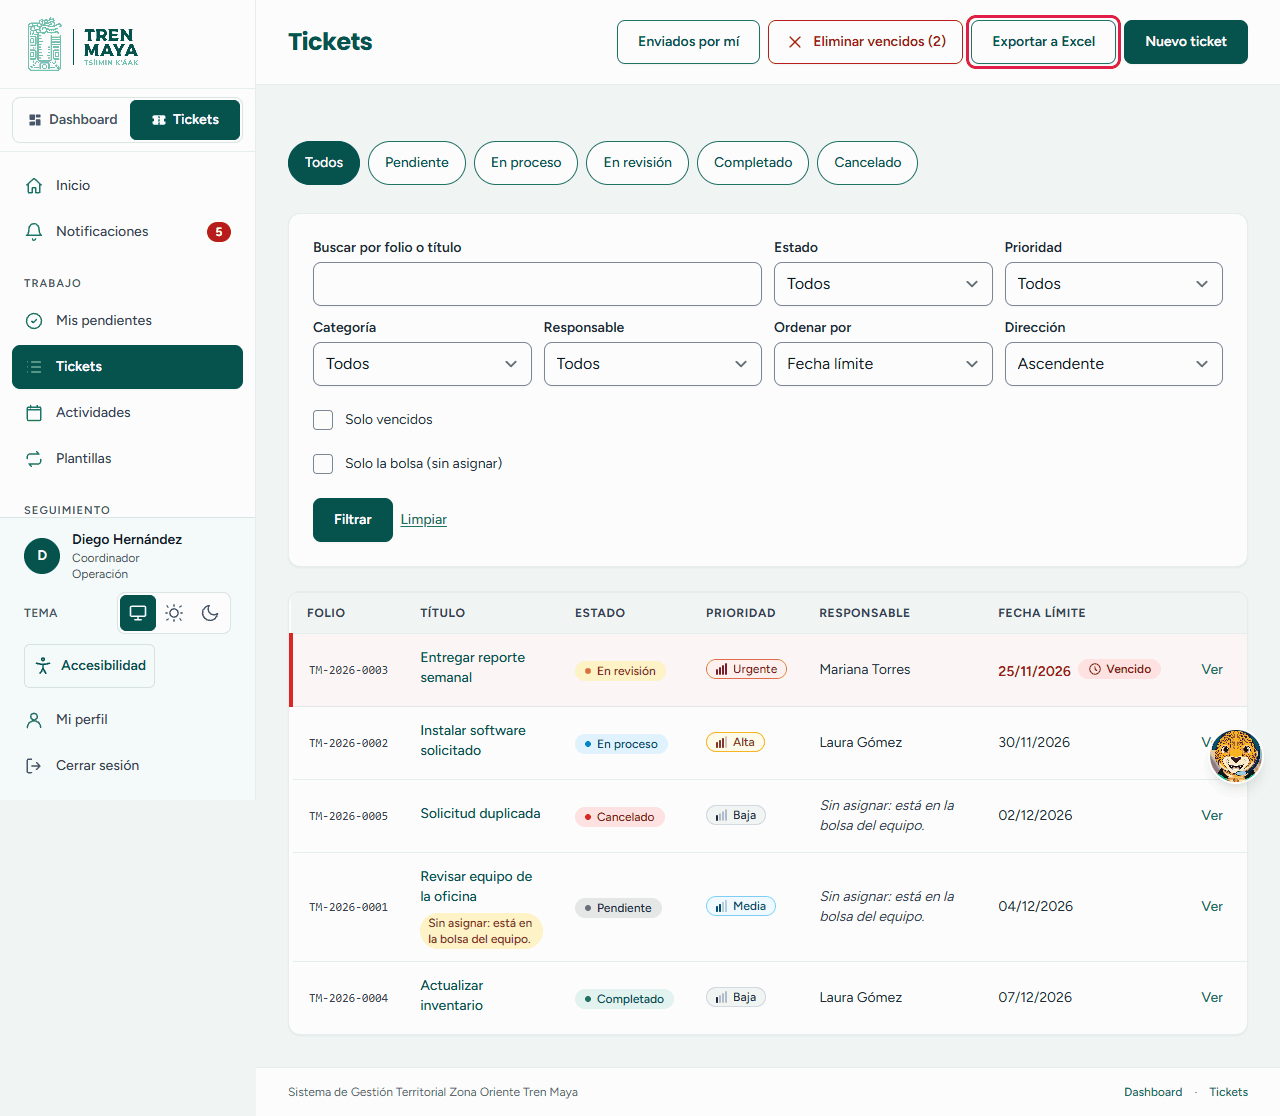 TREN
MAYA
TSÍIMIN K'ÁAK
Dashboard
Tickets
Inicio
Notificaciones
5
TRABAJO
Mis pendientes
Tickets
Actividades
Plantillas
SEGUIMIENTO
D
Diego Hernández
Coordinador
Operación
TEMA
Accesibilidad
Mi perfil
Cerrar sesión
Tickets
Enviados por mí
Eliminar vencidos (2)
Exportar a Excel
Nuevo ticket
Todos
Pendiente
En proceso
En revisión
Completado
Cancelado
Buscar por folio o título
Estado
Todos
Prioridad
Todos
Categoría
Todos
Responsable
Todos
Ordenar por
Fecha límite
Dirección
Ascendente
Solo vencidos
Solo la bolsa (sin asignar)
Filtrar
Limpiar
FOLIO TÍTULO ESTADO PRIORIDAD RESPONSABLE FECHA LÍMITE
TM-2026-0003
Entregar reporte
semanal
En revisión
Urgente
Mariana Torres
25/11/2026
Vencido
Ver
TM-2026-0002
Instalar software
solicitado
En proceso
Alta
Laura Gómez
30/11/2026
TM-2026-0005
Solicitud duplicada
Cancelado
Baja
Sin asignar: está en la
bolsa del equipo.
02/12/2026
Ver
TM-2026-0001
Revisar equipo de
la oficina
Sin asignar: está en
la bolsa del equipo.
Pendiente
Media
Sin asignar: está en la
bolsa del equipo.
04/12/2026
Ver
TM-2026-0004
Actualizar
inventario
Completado
Baja
Laura Gómez
07/12/2026
Ver
Sistema de Gestión Territorial Zona Oriente Tren Maya
Dashboard · Tickets